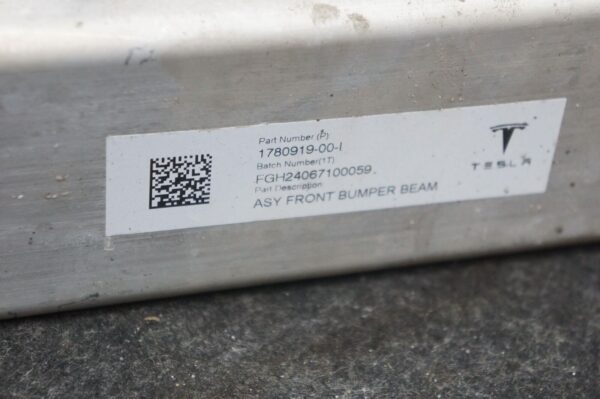 Part Number (P)
1780919-00-I
Batch Number(1T)
FGH24067100059
Part Description
ASY FRONT BUMPER BEAM
TESLA